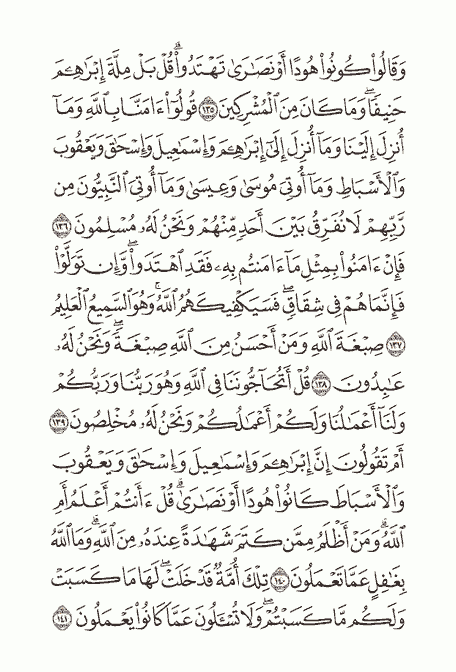 وَقَالُوا۟ كُونُوا۟ هُودًا أَوْ نَصَـٰرَىٰ تَهْتَدُوا۟ ۗ قُلْ بَلْ مِلَّةَ إِبْرَٰهِـۧمَ
حَنِيفًا ۖ وَمَا كَانَ مِنَ ٱلْمُشْرِكِينَ ١٣٥ قُولُوٓا۟ ءَامَنَّا بِٱللَّهِ وَمَآ
أُنزِلَ إِلَيْنَا وَمَآ أُنزِلَ إِلَىٰٓ إِبْرَٰهِـۧمَ وَإِسْمَـٰعِيلَ وَإِسْحَـٰقَ وَيَعْقُوبَ
وَٱلْأَسْبَاطِ وَمَآ أُوتِىَ مُوسَىٰ وَعِيسَىٰ وَمَآ أُوتِىَ ٱلنَّبِيُّونَ مِن
رَّبِّهِمْ لَا نُفَرِّقُ بَيْنَ أَحَدٍ مِّنْهُمْ وَنَحْنُ لَهُۥ مُسْلِمُونَ ١٣٦
فَإِنْ ءَامَنُوا۟ بِمِثْلِ مَآ ءَامَنتُم بِهِۦ فَقَدِ ٱهْتَدَوا۟ ۖ وَّإِن تَوَلَّوْا۟
فَإِنَّمَا هُمْ فِى شِقَاقٍ ۖ فَسَيَكْفِيكَهُمُ ٱللَّهُ ۚ وَهُوَ ٱلسَّمِيعُ ٱلْعَلِيمُ
١٣٧ صِبْغَةَ ٱللَّهِ ۖ وَمَنْ أَحْسَنُ مِنَ ٱللَّهِ صِبْغَةً ۖ وَنَحْنُ لَهُۥ
عَـٰبِدُونَ ١٣٨ قُلْ أَتُحَآجُّونَنَا فِى ٱللَّهِ وَهُوَ رَبُّنَا وَرَبُّكُمْ
وَلَنَآ أَعْمَـٰلُنَا وَلَكُمْ أَعْمَـٰلُكُمْ وَنَحْنُ لَهُۥ مُخْلِصُونَ ١٣٩
أَمْ تَقُولُونَ إِنَّ إِبْرَٰهِـۧمَ وَإِسْمَـٰعِيلَ وَإِسْحَـٰقَ وَيَعْقُوبَ
وَٱلْأَسْبَاطَ كَانُوا۟ هُودًا أَوْ نَصَـٰرَىٰ ۗ قُلْ ءَأَنتُمْ أَعْلَمُ أَمِ
ٱللَّهُ ۗ وَمَنْ أَظْلَمُ مِمَّن كَتَمَ شَهَـٰدَةً عِندَهُۥ مِنَ ٱللَّهِ ۗ وَمَا ٱللَّهُ
بِغَـٰفِلٍ عَمَّا تَعْمَلُونَ ١٤٠ تِلْكَ أُمَّةٌ قَدْ خَلَتْ ۖ لَهَا مَا كَسَبَتْ
وَلَكُم مَّا كَسَبْتُمْ ۖ وَلَا تُسْـَٔلُونَ عَمَّا كَانُوا۟ يَعْمَلُونَ ١٤١